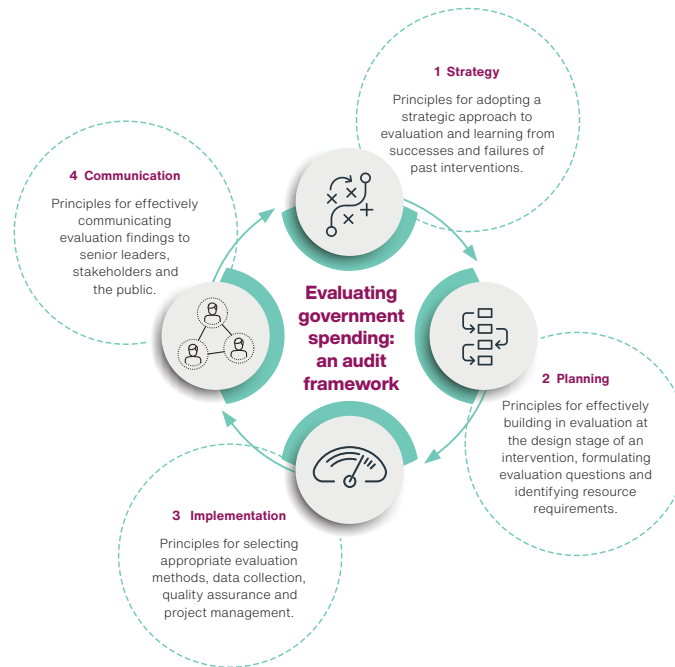 1 Strategy
Principles for adopting a
strategic approach to
evaluation and learning from
successes and failures of
past interventions.
4 Communication
Principles for effectively
communicating
evaluation findings to
senior leaders,
stakeholders and
the public.
Evaluating
government
spending:
an audit
framework
2 Planning
Principles for effectively
building in evaluation at
the design stage of an
intervention, formulating
evaluation questions and
identifying resource
requirements.
3 Implementation
Principles for selecting
appropriate evaluation
methods, data collection,
quality assurance and
project management.